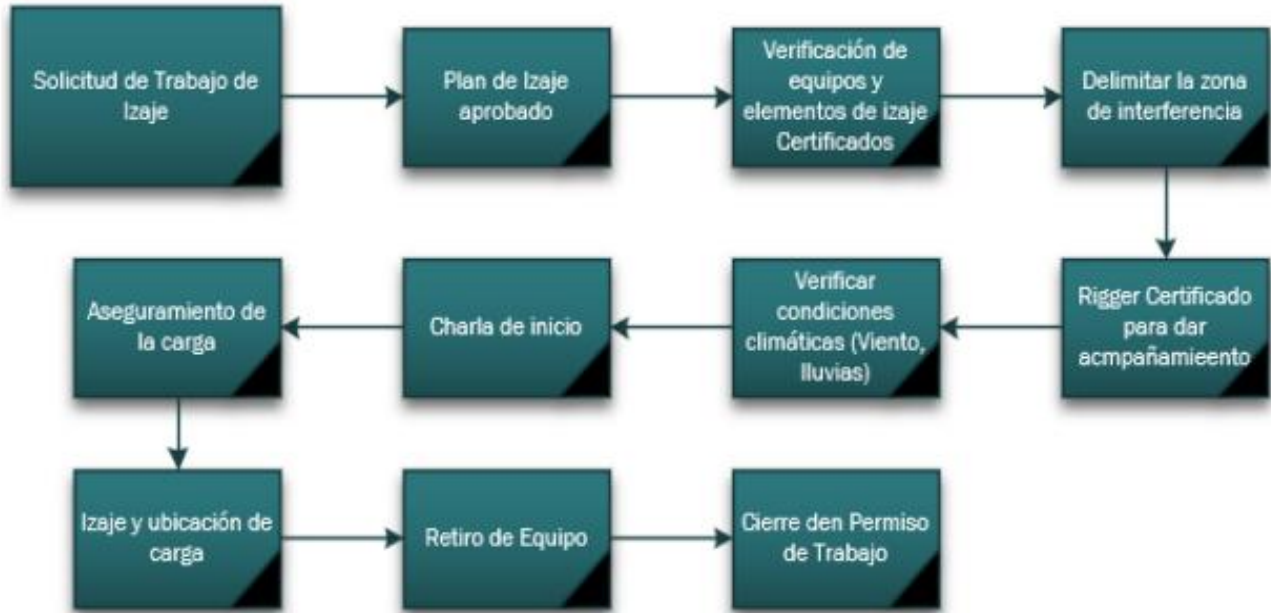 Solicitud de Trabajo de
Izaje
Plan de Izaje
aprobado
Verificación de
equipos y
elementos de izaje
Certificados
Delimitar la zona
de interferencia
Rigger Certificado
para dar
acmpañamieento
Verificar
condiciones
climáticas (Viento,
lluvias)
Charla de inicio
Aseguramiento de
la carga
Izaje y ubicación de
carga
Retiro de Equipo
Cierre den Permiso
de Trabajo